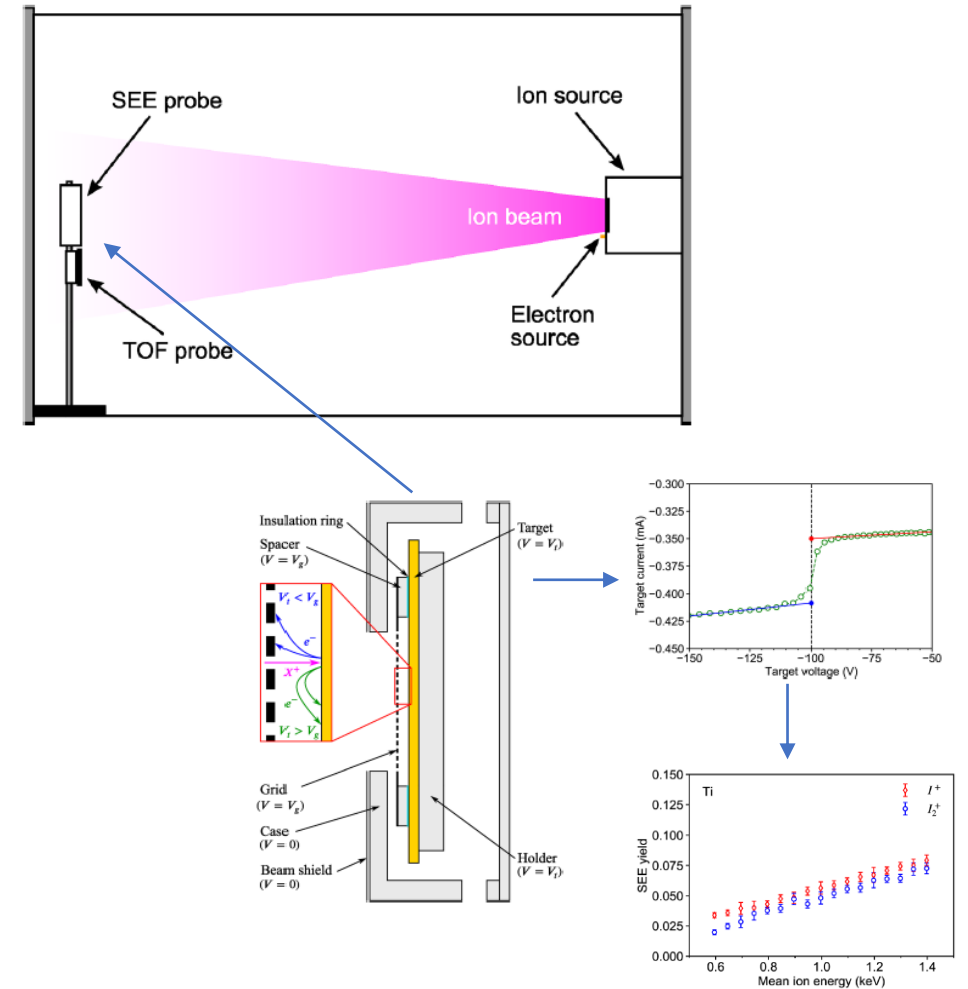 SEE probe
Ion source
Ion beam
Electron
source
TOF probe
Insulation ring
Spacer
(V = V_g)
Target
(V = V_t)
V_t < V_g
e⁻
X⁺
e⁻
V_t > V_g
Grid
(V = V_g)
Case
(V = 0)
Beam shield
(V = 0)
Holder
(V = V_t)
Target current (mA)
−0.300
−0.325
−0.350
−0.375
−0.400
−0.425
−0.450
−150
−125
−100
−75
−50
Target voltage (V)
SEE yield
0.150
0.125
0.100
0.075
0.050
0.025
0.000
Ti
I⁺
I₂⁺
0.6
0.8
1.0
1.2
1.4
Mean ion energy (keV)